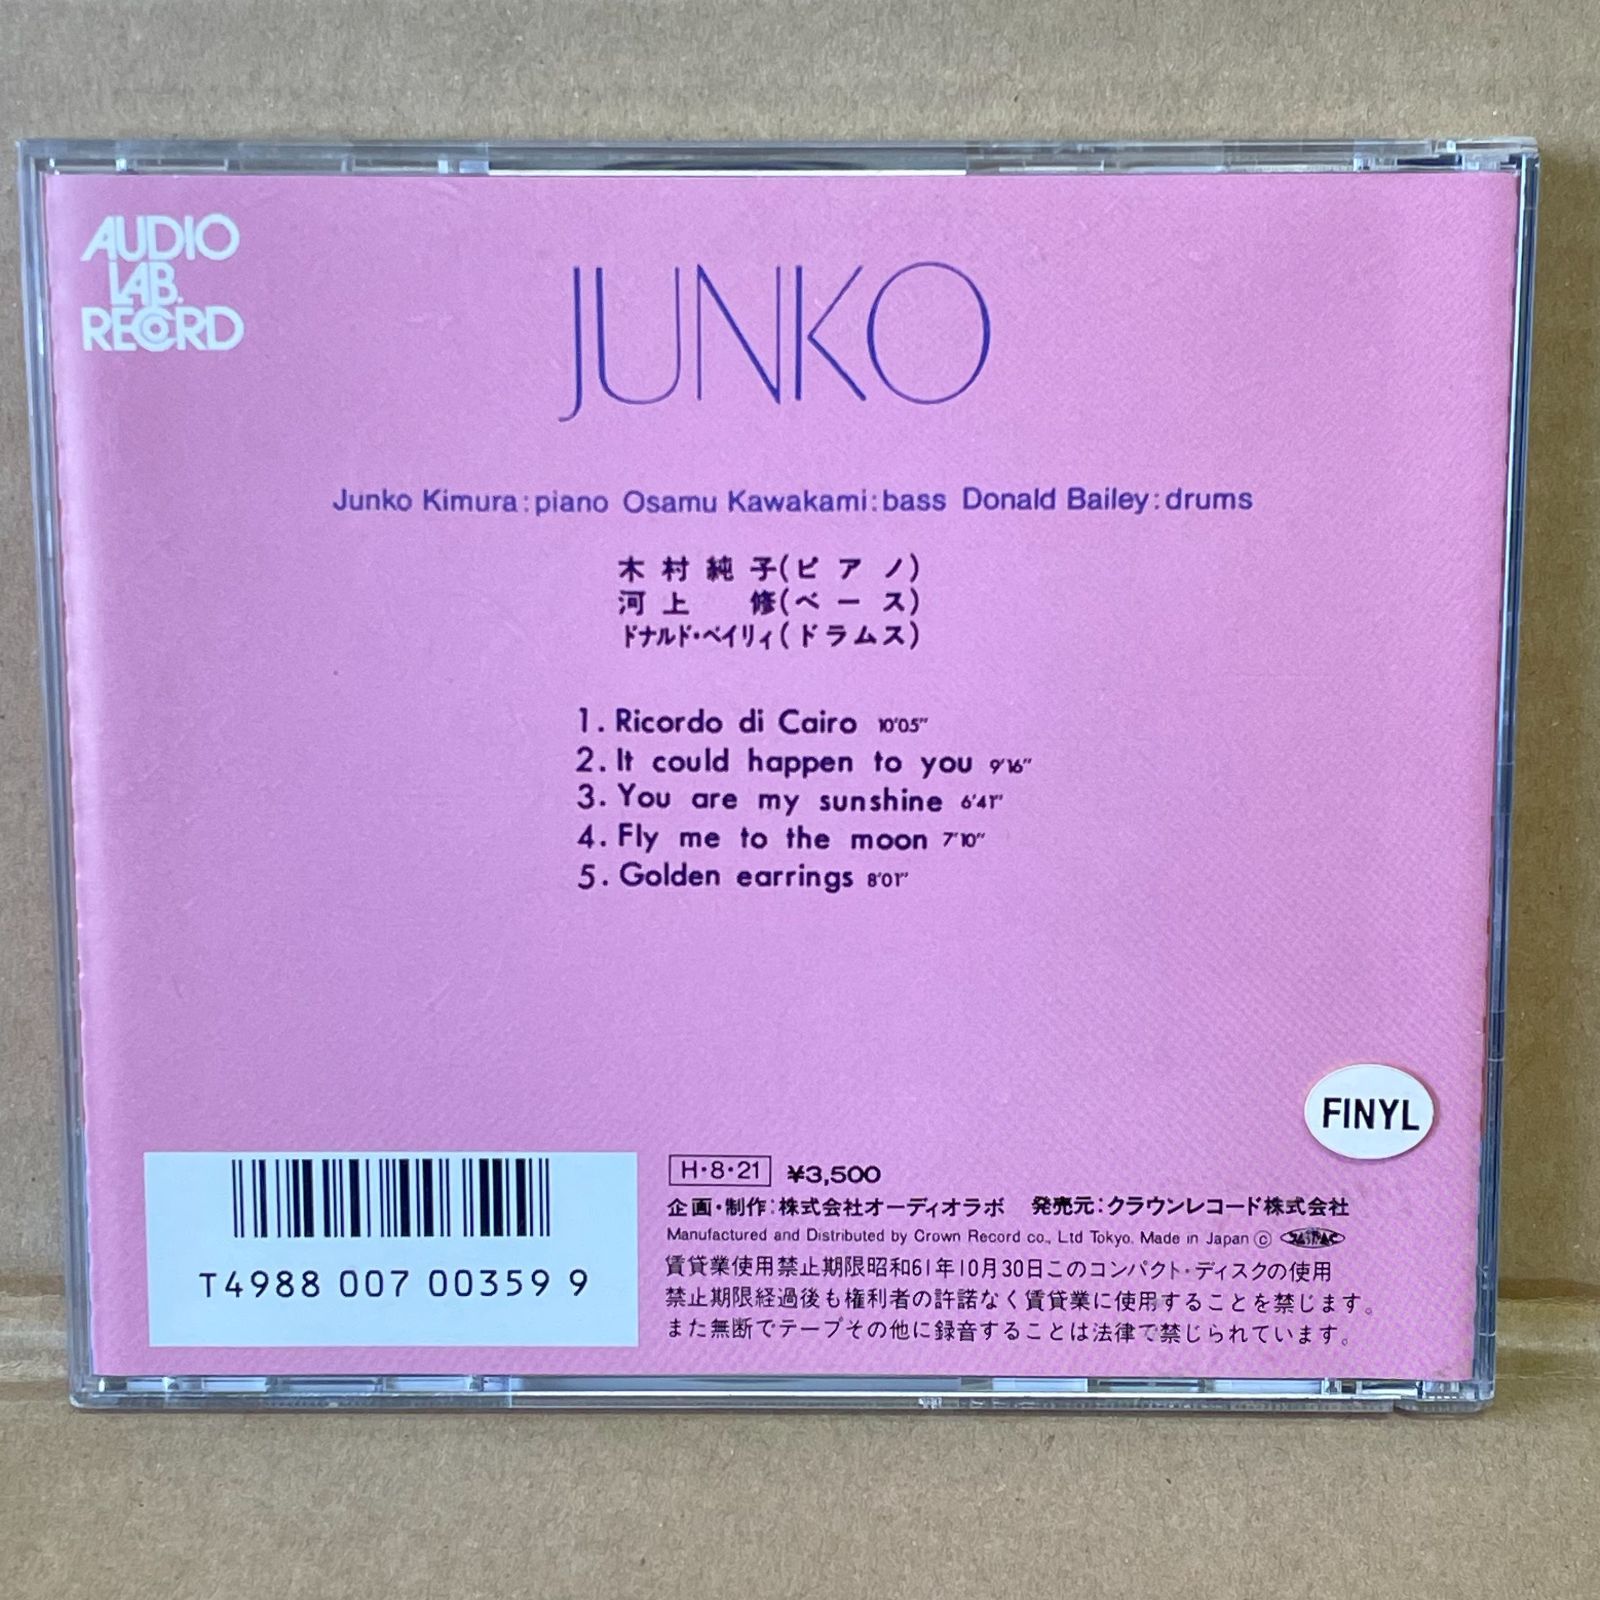 AUDIO
LAB.
RECORD
JUNKO
Junko Kimura:piano Osamu Kawakami:bass Donald Bailey:drums
木村純子(ピアノ)
河上 修(ベース)
ドナルド・ベイリィ(ドラムス)
1. Ricordo di Cairo 10'05"
2. It could happen to you 9'16"
3. You are my sunshine 6'41"
4. Fly me to the moon 7'10"
5. Golden earrings 8'01"
FINYL
H・8・21 ¥3,500
企画・制作:株式会社オーディオラボ 発売元:クラウンレコード株式会社
Manufactured and Distributed by Crown Record co., Ltd Tokyo. Made in Japan Ⓒ
賃貸業使用禁止期限昭和61年10月30日このコンパクト・ディスクの使用
禁止期限経過後も権利者の許諾なく賃貸業に使用することを禁じます。
また無断でテープその他に録音することは法律で禁じられています。
T4988 007 00359 9